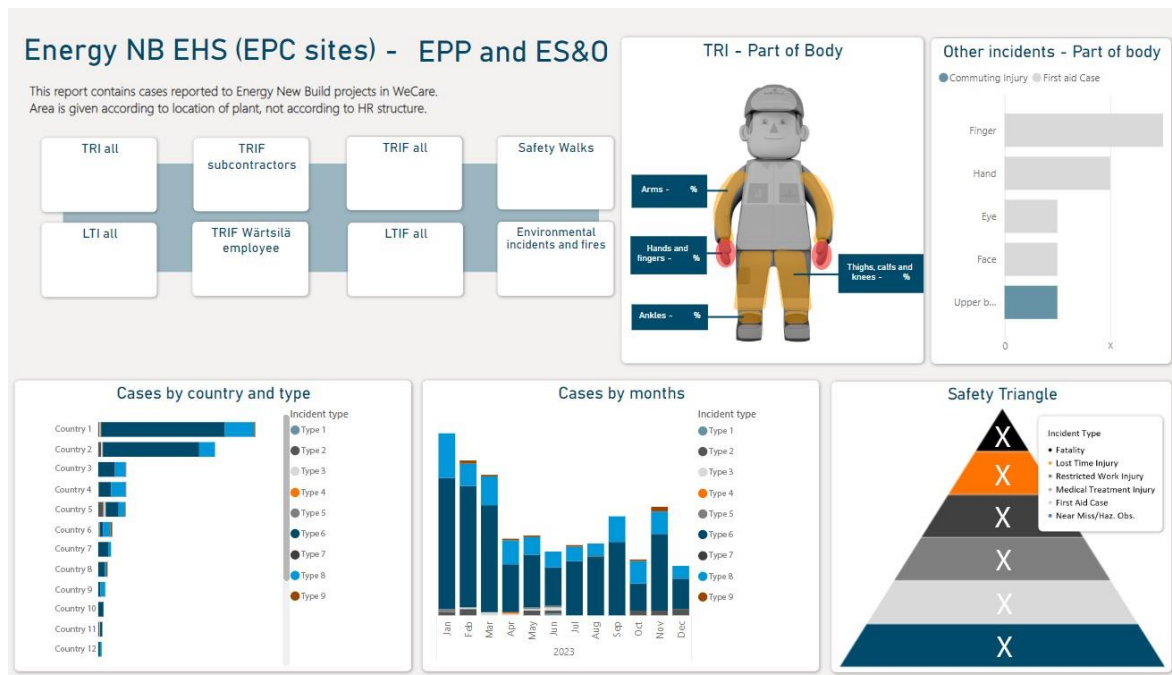 Energy NB EHS (EPC sites) - EPP and ES&O
This report contains cases reported to Energy New Build projects in WeCare.
Area is given according to location of plant, not according to HR structure.
TRI all
TRIF
subcontractors
TRIF all
Safety Walks
LTI all
TRIF Wärtsilä
employee
LTIF all
Environmental
incidents and fires
TRI - Part of Body
Arms - %
Hands and
fingers - %
Thighs, calfs and
knees - %
Ankles - %
Other incidents - Part of body
Commuting Injury First aid Case
Finger
Hand
Eye
Face
Upper b...
0 X
Cases by country and type
Incident type
Type 1
Type 2
Type 3
Type 4
Type 5
Type 6
Type 7
Type 8
Type 9
Country 1
Country 2
Country 3
Country 4
Country 5
Country 6
Country 7
Country 8
Country 9
Country 10
Country 11
Country 12
Cases by months
Incident type
Type 1
Type 2
Type 3
Type 4
Type 5
Type 6
Type 7
Type 8
Type 9
Jan Feb Mar Apr May Jun Jul Aug Sep Oct Nov Dec
2023
Safety Triangle
X
X
X
X
X
X
Incident Type
Fatality
Lost Time Injury
Restricted Work Injury
Medical Treatment Injury
First Aid Case
Near Miss/Haz. Obs.